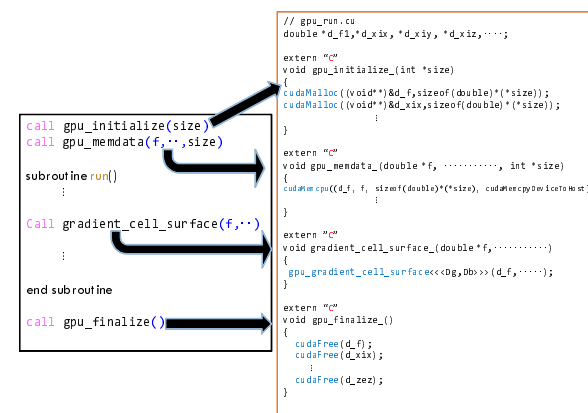 call gpu_initialize(size)
call gpu_memdata(f,··,size)
subroutine run()
⋮
Call gradient_cell_surface(f,··)
⋮
end subroutine
call gpu_finalize()
// gpu_run.cu
double *d_f1,*d_xix, *d_xiy, *d_xiz,····;
extern “C”
void gpu_initialize_(int *size)
{
cudaMalloc((void**)&d_f,sizeof(double)*(*size));
cudaMalloc((void**)&d_xix,sizeof(double)*(*size);
⋮
}
extern “C”
void gpu_memdata_(double *f, ···········, int *size)
{
cudaMemcpu((d_f, f, sizeof(double)*(*size), cudaMemcpyDeviceToHost)
⋮
}
extern “C”
void gradient_cell_surface_(double *f,··········)
{
gpu_gradient_cell_surface<<<Dg,Db>>>(d_f,·····);
}
extern “C”
void gpu_finalize_()
{
cudaFree(d_f);
cudaFree(d_xix);
⋮
cudaFree(d_zez);
}